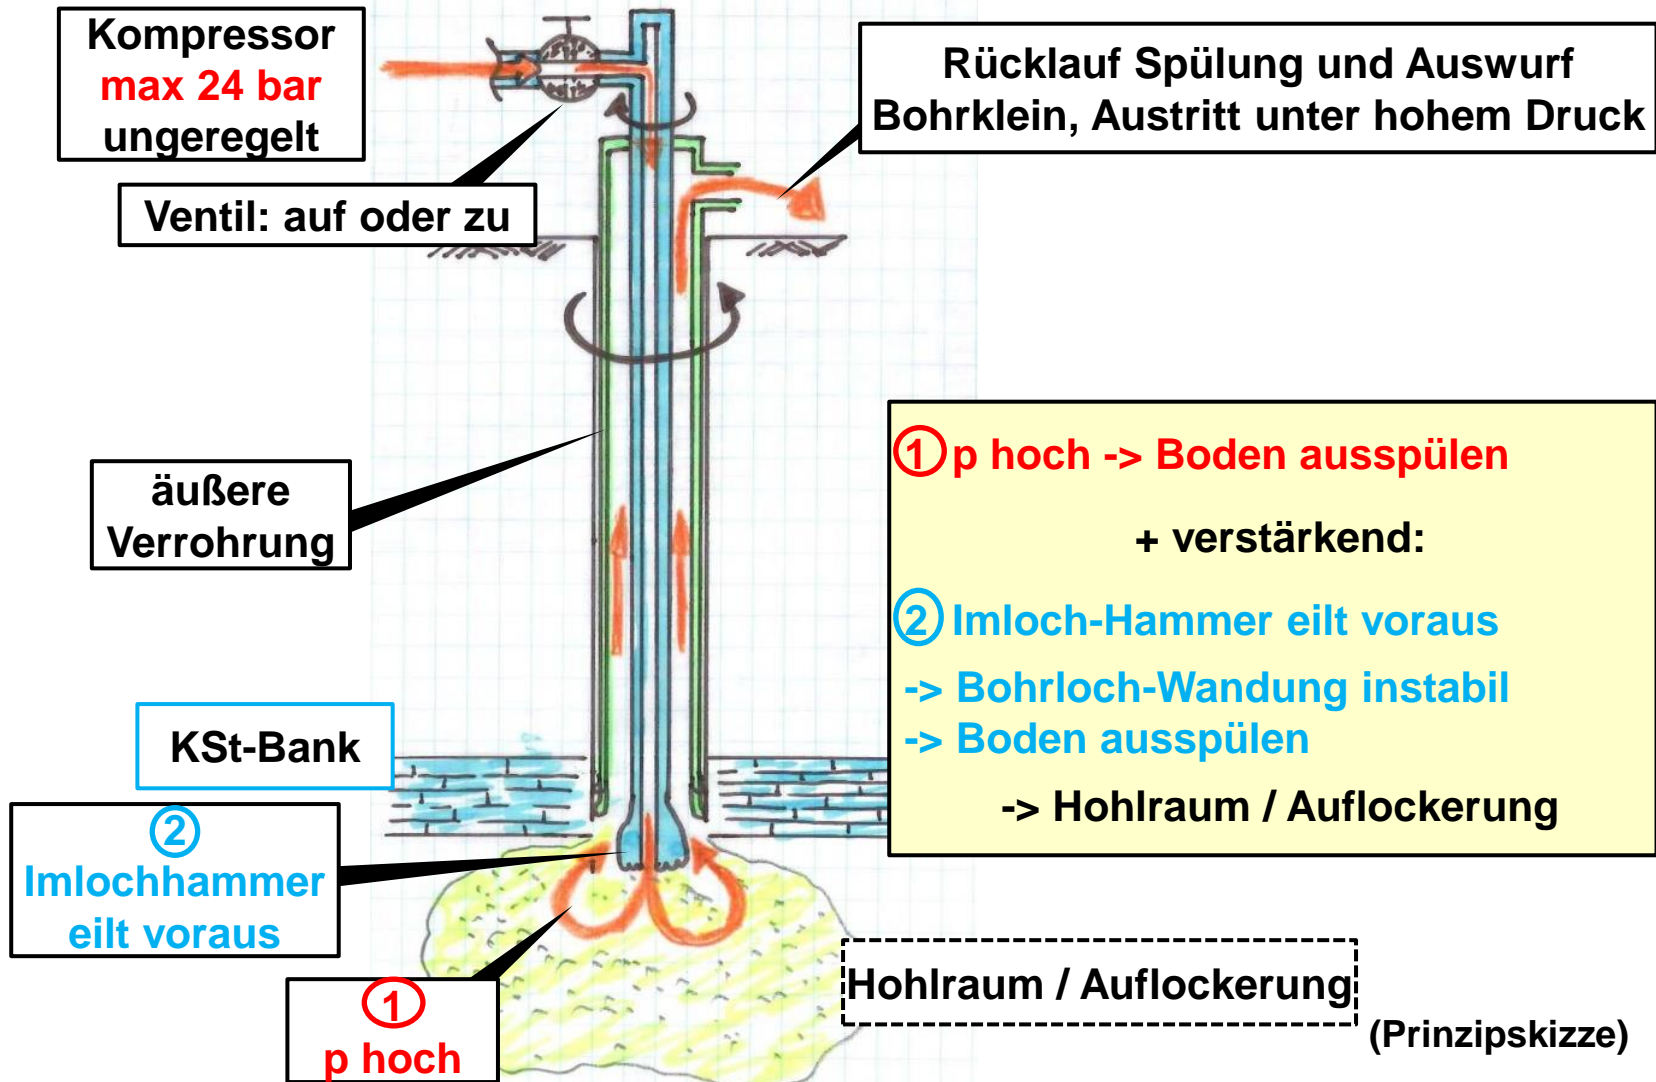 Kompressor
max 24 bar
ungeregelt
Rücklauf Spülung und Auswurf
Bohrklein, Austritt unter hohem Druck
Ventil: auf oder zu
äußere
Verrohrung
1 p hoch -> Boden ausspülen
+ verstärkend:
2 Imloch-Hammer eilt voraus
-> Bohrloch-Wandung instabil
-> Boden ausspülen
-> Hohlraum / Auflockerung
KSt-Bank
2
Imlochhammer
eilt voraus
1
p hoch
Hohlraum / Auflockerung
(Prinzipskizze)